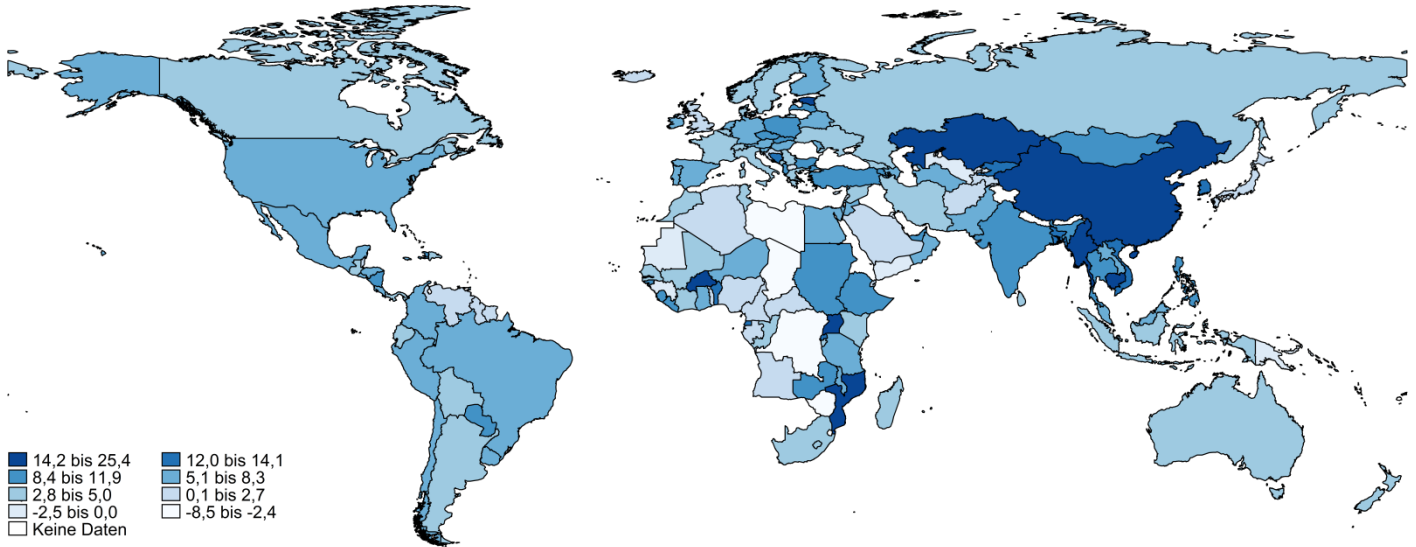 14,2 bis 25,4 12,0 bis 14,1
8,4 bis 11,9 5,1 bis 8,3
2,8 bis 5,0 0,1 bis 2,7
-2,5 bis 0,0 -8,5 bis -2,4
Keine Daten